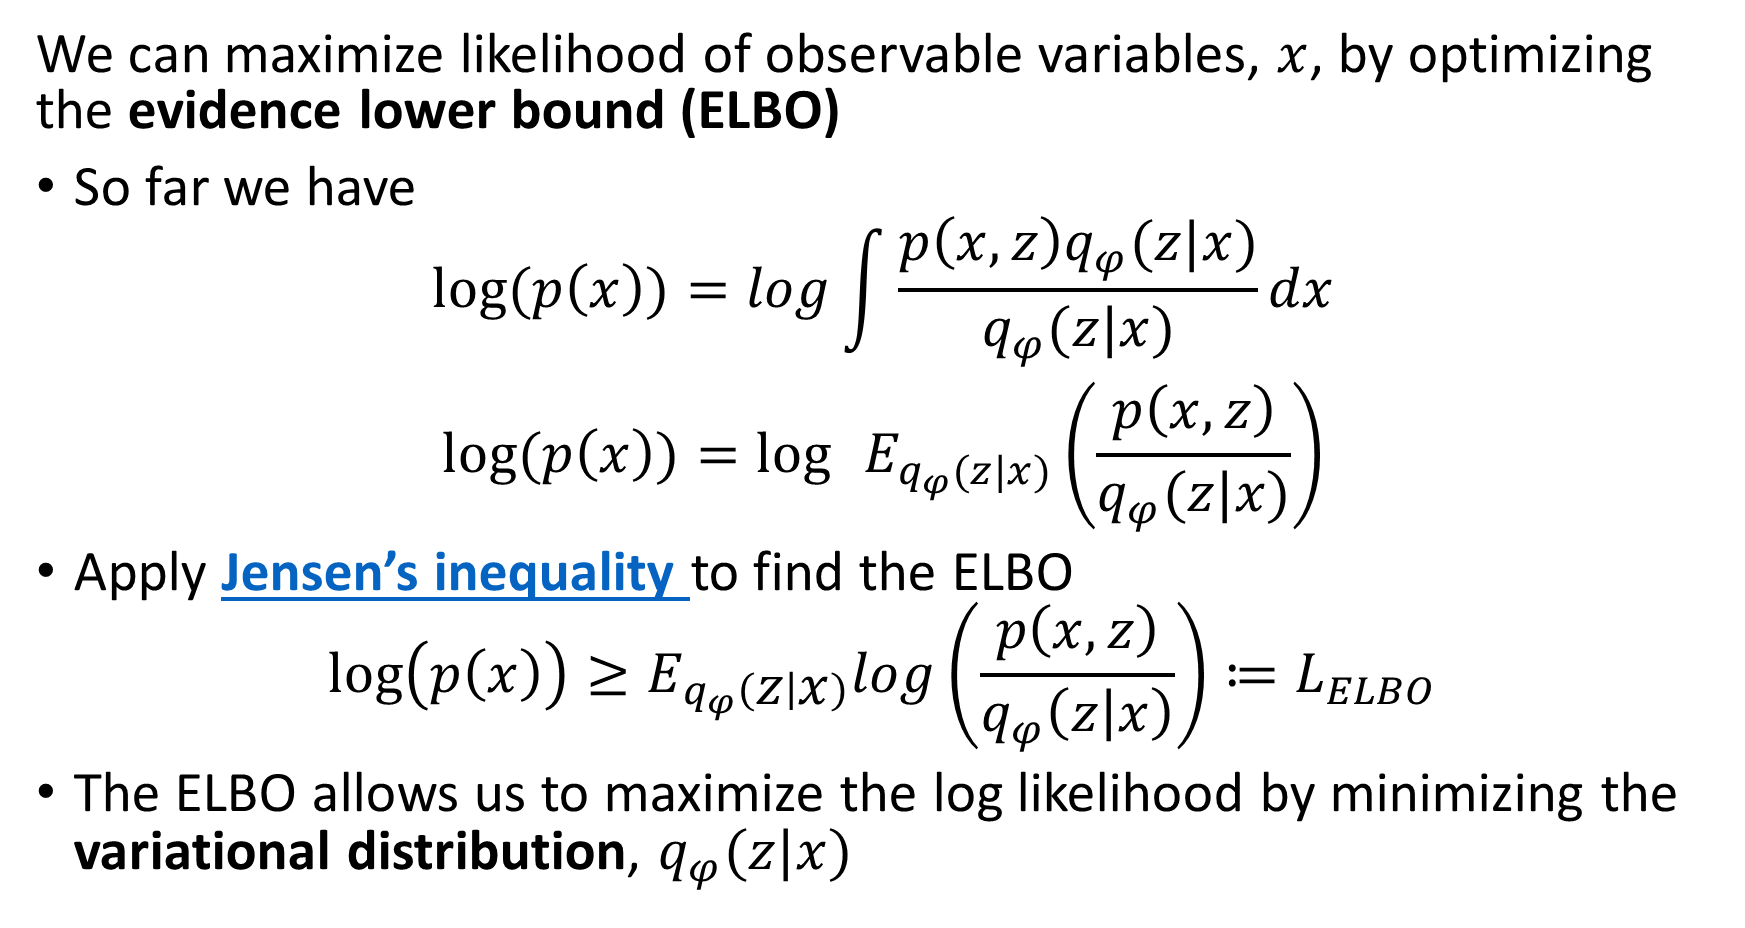 We can maximize likelihood of observable variables, x, by optimizing
the evidence lower bound (ELBO)
• So far we have
log(p(x)) = log ∫ p(x, z)q_φ(z|x) / q_φ(z|x) dx
log(p(x)) = log E_{q_φ(z|x)} ( p(x, z) / q_φ(z|x) )
• Apply Jensen’s inequality to find the ELBO
log(p(x)) ≥ E_{q_φ(z|x)} log ( p(x, z) / q_φ(z|x) ) ≔ L_{ELBO}
• The ELBO allows us to maximize the log likelihood by minimizing the
variational distribution, q_φ(z|x)